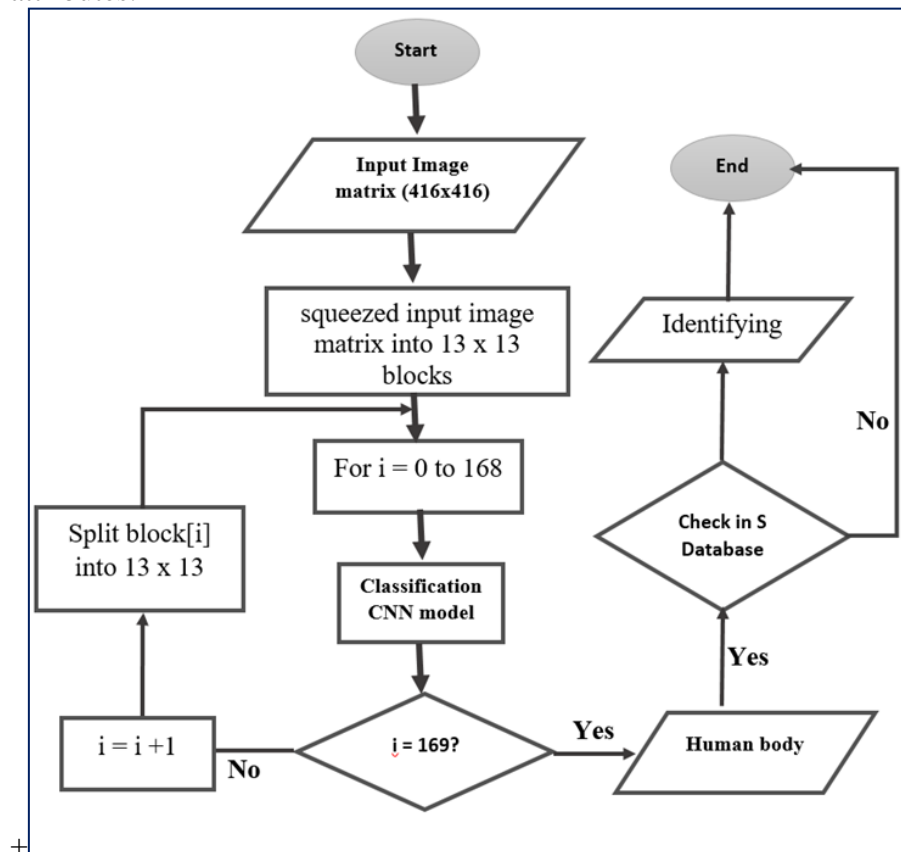 Start
Input Image
matrix (416x416)
squeezed input image
matrix into 13 x 13
blocks
For i = 0 to 168
Split block[i]
into 13 x 13
Classification
CNN model
i = i +1
No
i = 169?
Yes
Human body
Yes
Check in S
Database
No
Identifying
End